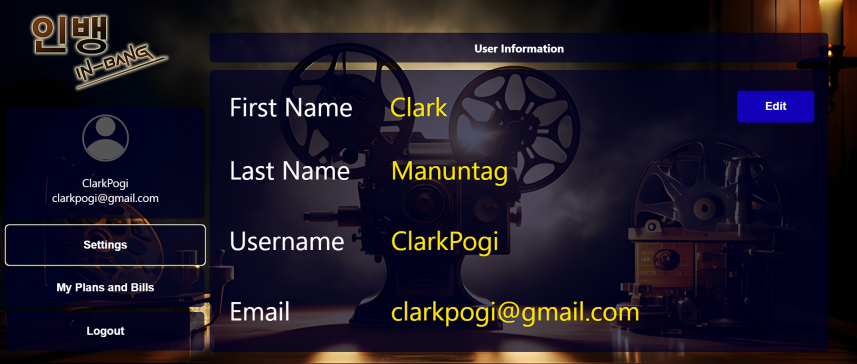 인뱅
IN-BANG
ClarkPogi
clarkpogi@gmail.com
Settings
My Plans and Bills
Logout
User Information
First Name Clark
Edit
Last Name Manuntag
Username ClarkPogi
Email clarkpogi@gmail.com